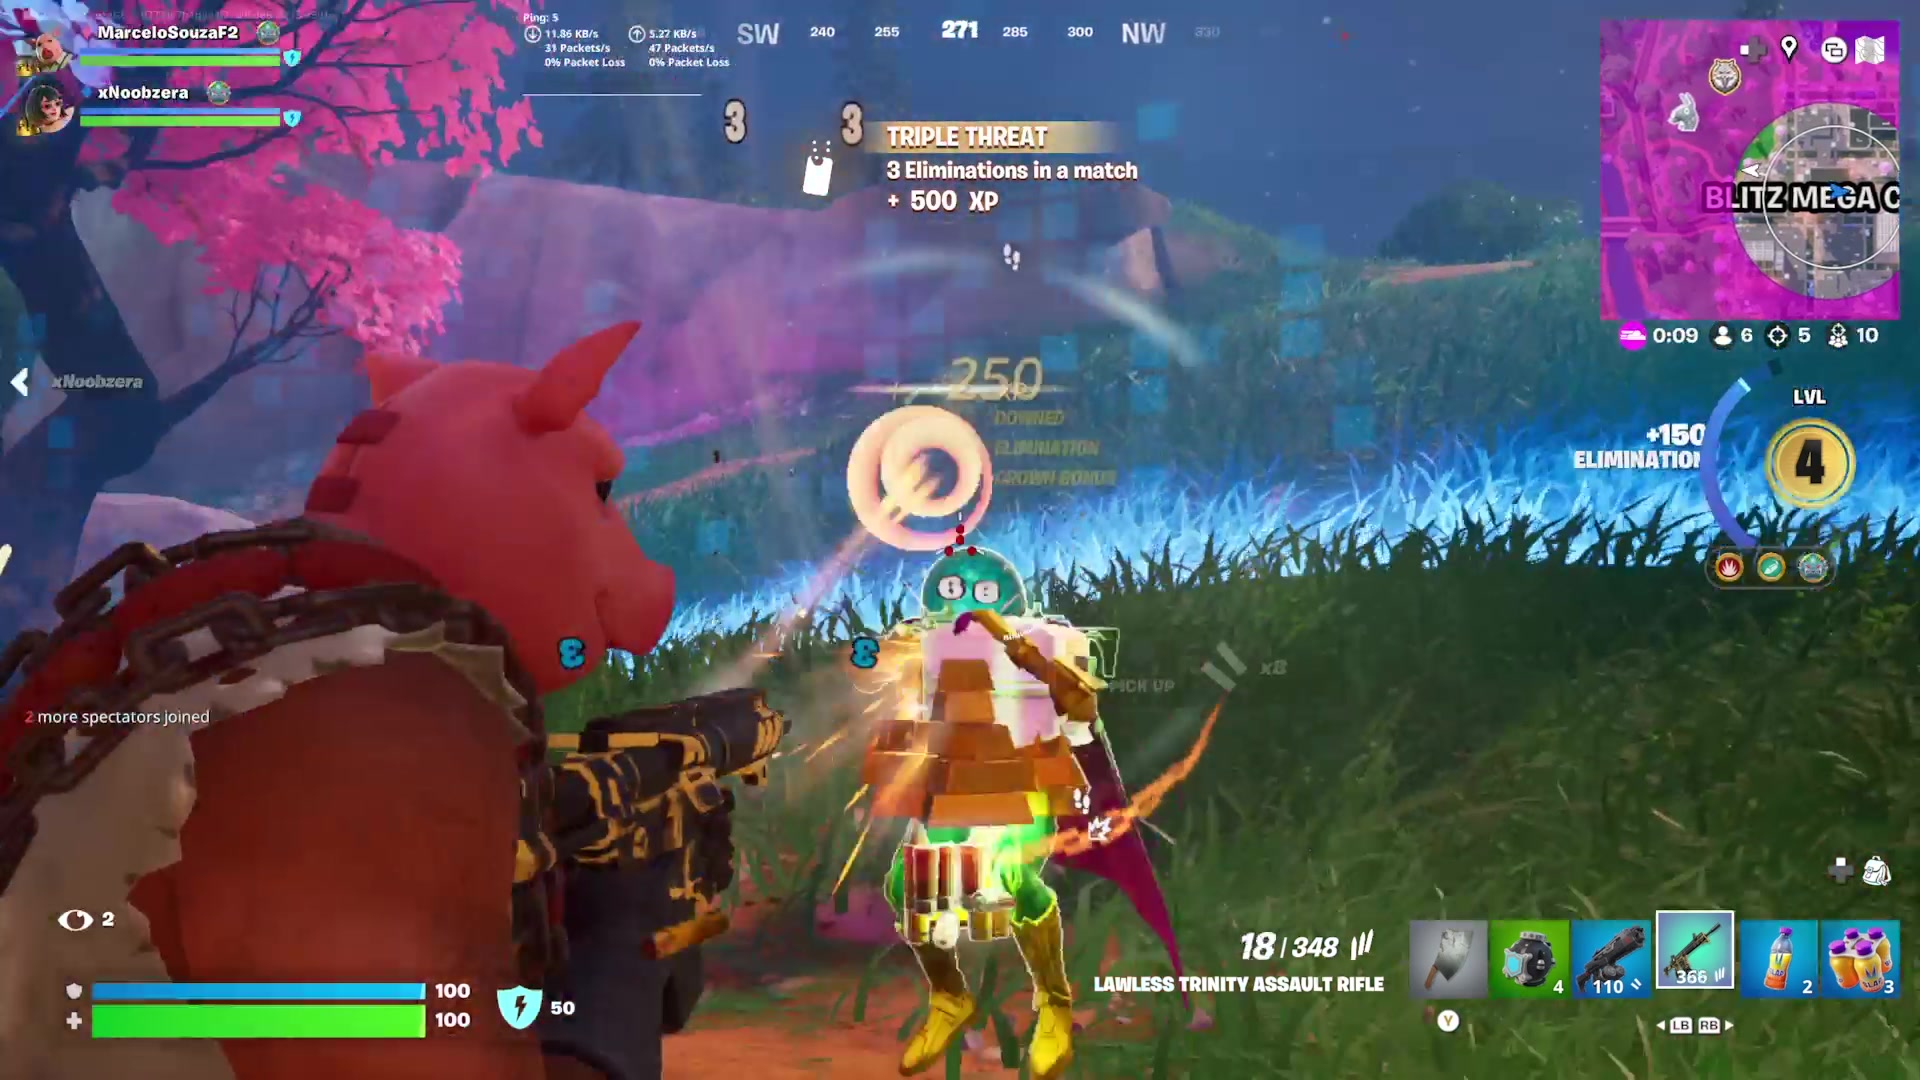 MarceloSouzaF2
xNoobzera
Ping: 5
11.86 KB/s
5.27 KB/s
31 Packets/s
47 Packets/s
0% Packet Loss
0% Packet Loss
SW
240
255
271
285
300
NW
330
3
3
TRIPLE THREAT
3 Eliminations in a match
+ 500 XP
BLITZ MEGA C
0:09
6
5
10
LVL
4
+150
ELIMINATION
xNoobzera
250
DOWNED
ELIMINATION
CROWN BONUS
PICK UP
x8
2 more spectators joined
2
100
100
50
18 / 348
LAWLESS TRINITY ASSAULT RIFLE
4
110
366
2
3
Y
LB
RB